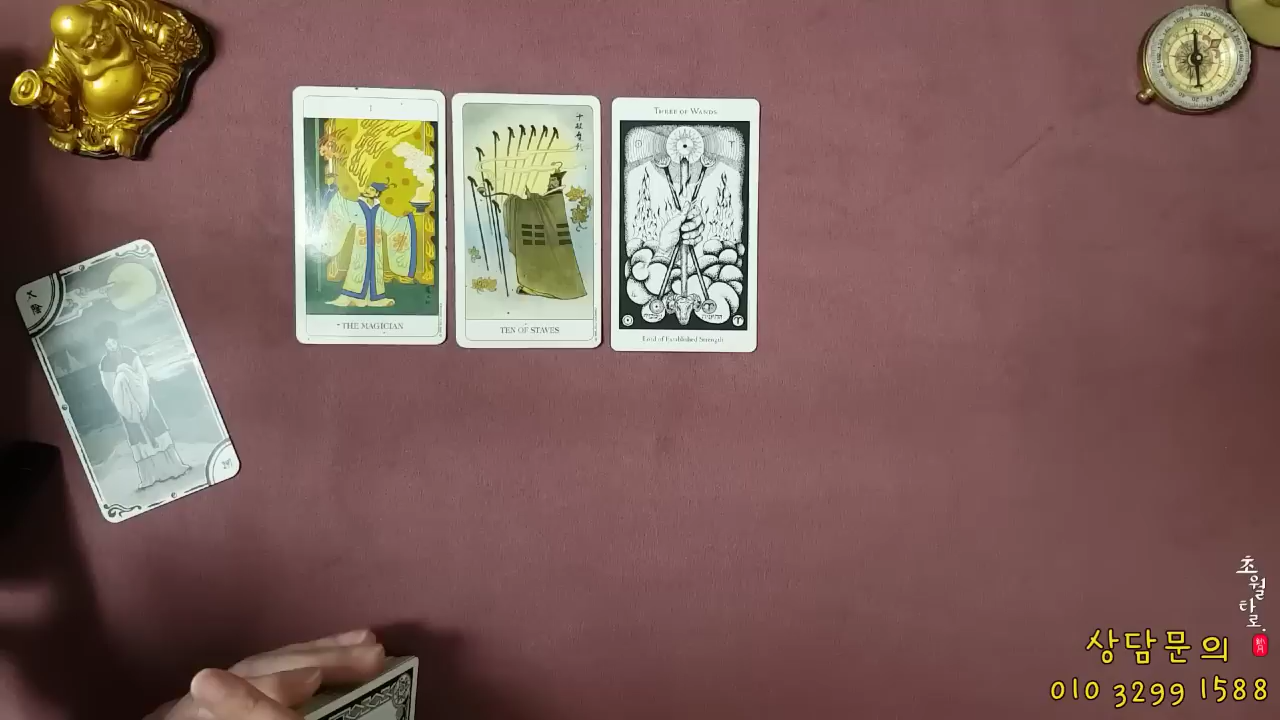 I
THE MAGICIAN
TEN OF STAVES
THREE OF WANDS
Lord of Established Strength
초월타로.
상담문의
010 3299 1588